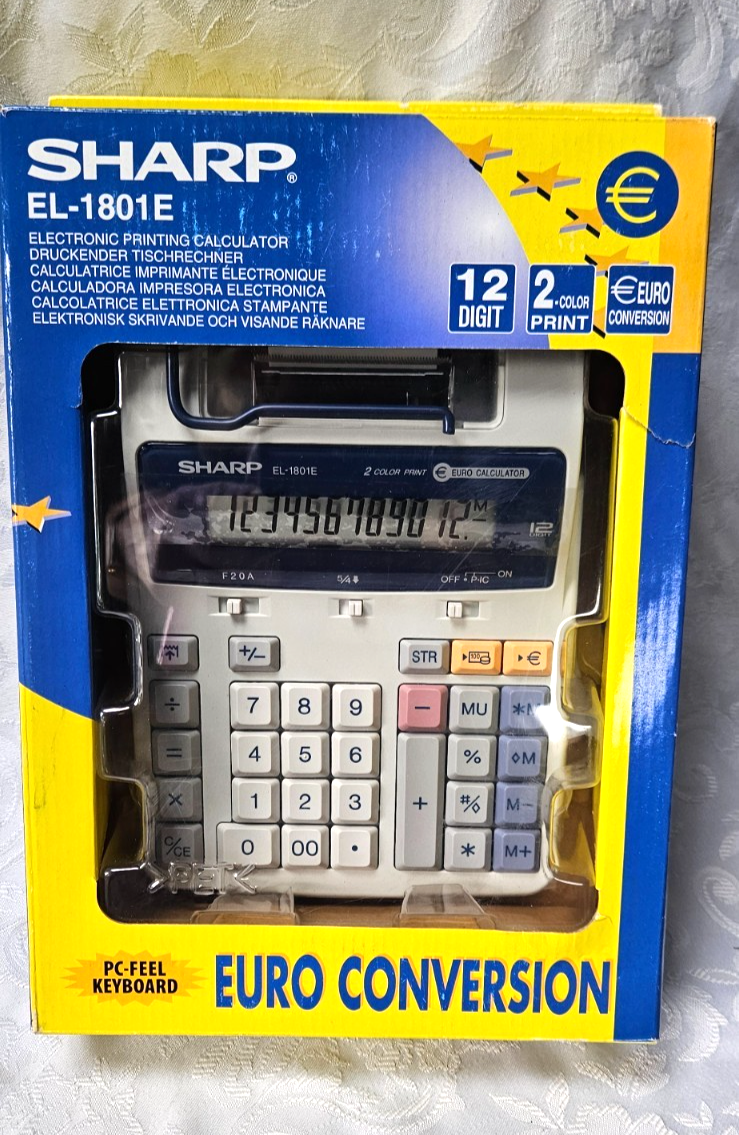 SHARP®
EL-1801E
ELECTRONIC PRINTING CALCULATOR
DRUCKENDER TISCHRECHNER
CALCULATRICE IMPRIMANTE ÉLECTRONIQUE
CALCULADORA IMPRESORA ELECTRONICA
CALCOLATRICE ELETTRONICA STAMPANTE
ELEKTRONISK SKRIVANDE OCH VISANDE RÄKNARE
€
12 DIGIT
2-COLOR PRINT
€ EURO CONVERSION
SHARP EL-1801E 2 COLOR PRINT € EURO CALCULATOR
123456789012. M −
12 DIGIT
F 2 0 A 5/4 OFF • P•IC ON
+/− STR ▸€
÷ 7 8 9 − MU ∗M
= 4 5 6 % ◊M
× 1 2 3 + #/◊ M−
C/CE 0 00 • ∗ M+
PET
PC-FEEL
KEYBOARD
EURO CONVERSION